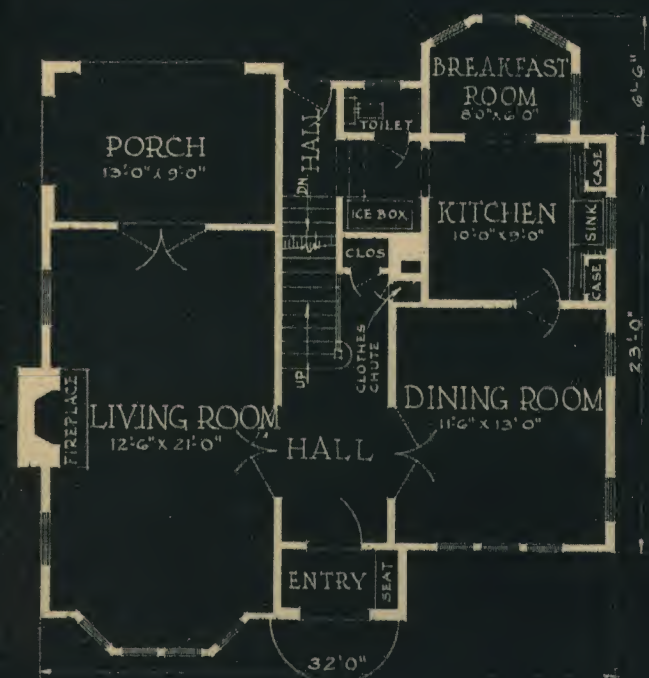 BREAKFAST
ROOM
8'0" x 6'0"
6'-6"
PORCH
13'-0" x 9'-0"
HALL
TOILET
DN
ICE BOX
KITCHEN
10'-0" x 9'-0"
CASE
SINK
CASE
CLOS
CLOTHES
CHUTE
UP
23'-0"
FIREPLACE
LIVING ROOM
12'-6" X 21'-0"
HALL
DINING ROOM
11'-6" X 13'-0"
ENTRY
SEAT
32'0"